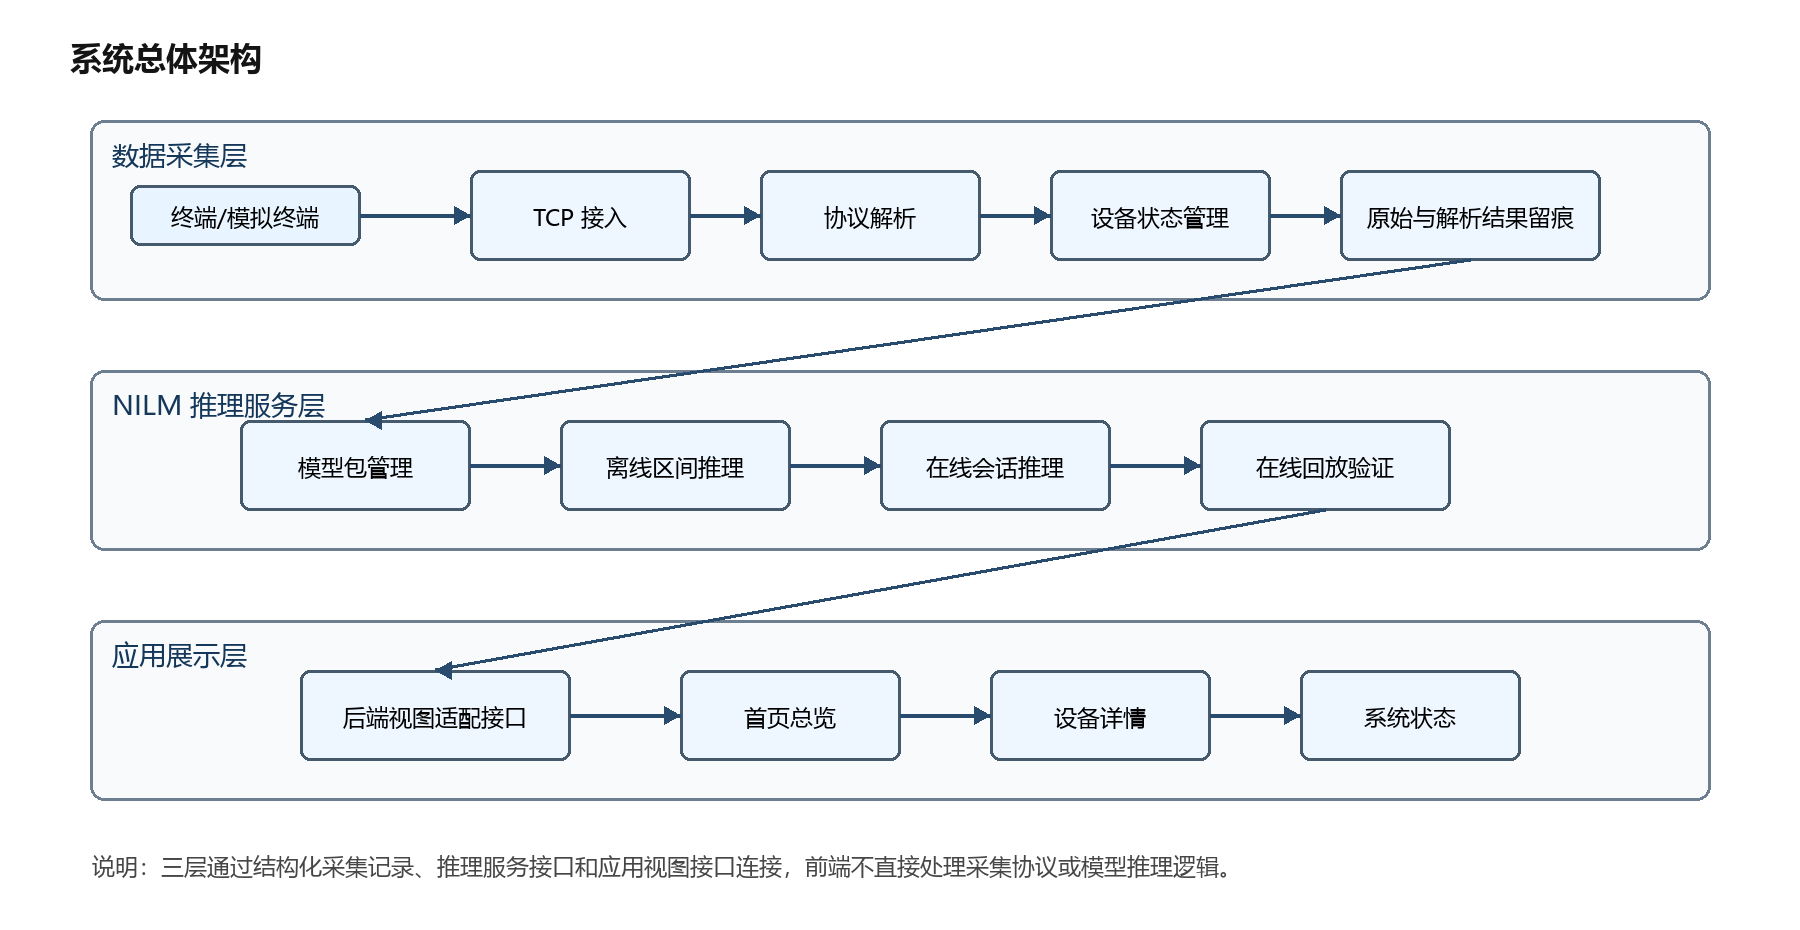 系统总体架构
数据采集层
终端/模拟终端
TCP 接入
协议解析
设备状态管理
原始与解析结果留痕
NILM 推理服务层
模型包管理
离线区间推理
在线会话推理
在线回放验证
应用展示层
后端视图适配接口
首页总览
设备详情
系统状态
说明：三层通过结构化采集记录、推理服务接口和应用视图接口连接，前端不直接处理采集协议或模型推理逻辑。